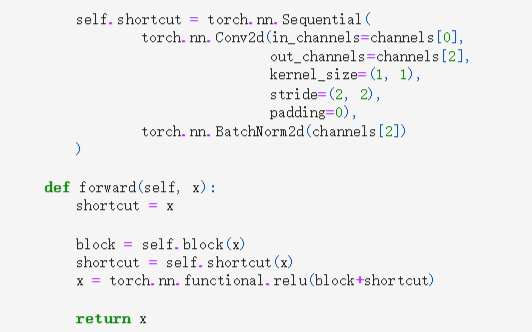 self.shortcut = torch.nn.Sequential(
torch.nn.Conv2d(in_channels=channels[0],
out_channels=channels[2],
kernel_size=(1, 1),
stride=(2, 2),
padding=0),
torch.nn.BatchNorm2d(channels[2])
)
def forward(self, x):
shortcut = x
block = self.block(x)
shortcut = self.shortcut(x)
x = torch.nn.functional.relu(block+shortcut)
return x